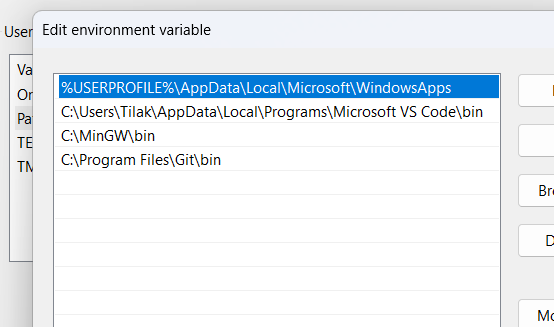 Edit environment variable
User
Va
On
Pa
TE
TM
%USERPROFILE%\AppData\Local\Microsoft\WindowsApps
C:\Users\Tilak\AppData\Local\Programs\Microsoft VS Code\bin
C:\MinGW\bin
C:\Program Files\Git\bin
Br
D
Mo